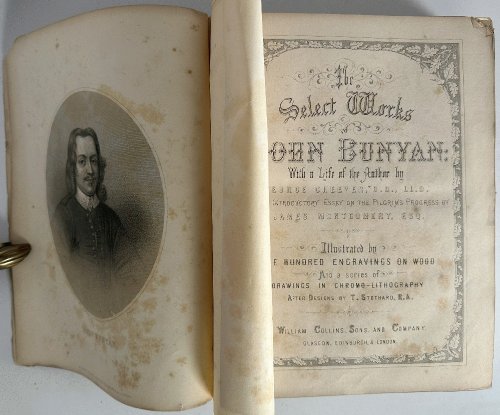 The
Select Works
OHN BUNYAN:
With a Life of the Author by
EORGE CHEEVER, D.D., LL.D.
NTRODUCTORY ESSAY ON THE PILGRIM'S PROGRESS BY
JAMES MONTGOMERY, ESQ.
Illustrated by
E HUNDRED ENGRAVINGS ON WOOD
And a series of
DRAWINGS IN CHROMO-LITHOGRAPHY
AFTER DESIGNS BY T. STOTHARD, R.A.
WILLIAM COLLINS, SONS, AND COMPANY,
GLASGOW, EDINBURGH, & LONDON.